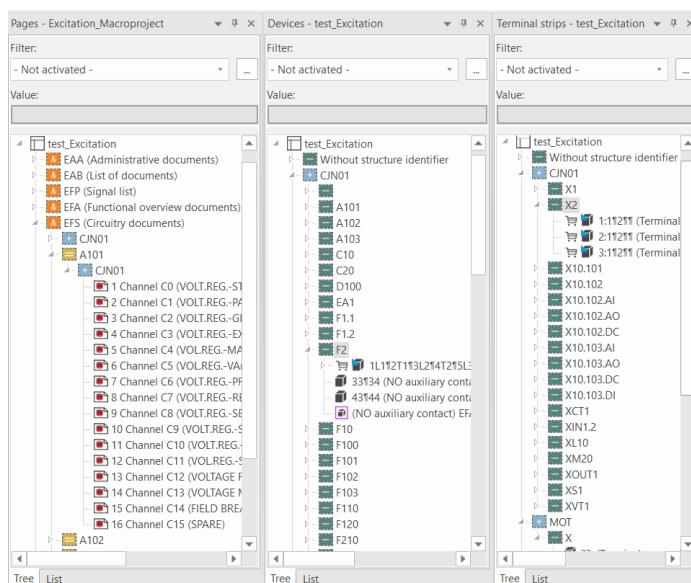 Pages - Excitation_Macroproject
Filter:
- Not activated -
...
Value:
test_Excitation
EAA (Administrative documents)
EAB (List of documents)
EFP (Signal list)
EFA (Functional overview documents)
EFS (Circuitry documents)
CJN01
A101
CJN01
1 Channel C0 (VOLT.REG.-ST
2 Channel C1 (VOLT.REG.-PA
3 Channel C2 (VOLT.REG.-GE
4 Channel C3 (VOLT.REG.-EX
5 Channel C4 (VOL.REG.-MA
6 Channel C5 (VOL.REG.-VA
7 Channel C6 (VOLT.REG.-PF
8 Channel C7 (VOLT.REG.-RE
9 Channel C8 (VOLT.REG.-SE
10 Channel C9 (VOLT.REG.-S
11 Channel C10 (VOLT.REG.-
12 Channel C11 (VOL.REG.-S
13 Channel C12 (VOLTAGE F
14 Channel C13 (VOLTAGE M
15 Channel C14 (FIELD BRE
16 Channel C15 (SPARE)
A102
Tree List
Devices - test_Excitation
Filter:
- Not activated -
...
Value:
test_Excitation
Without structure identifier
CJN01
A101
A102
A103
C10
C20
D100
EA1
F1.1
F1.2
F2
1L1¶2T1¶3L2¶4T2¶5L3
33¶34 (NO auxiliary conta
43¶44 (NO auxiliary conta
(NO auxiliary contact) EFA
F10
F100
F101
F102
F103
F110
F120
F210
Tree List
Terminal strips - test_Excitation
Filter:
- Not activated -
...
Value:
test_Excitation
Without structure identifier
CJN01
X1
X2
1:1¶2¶¶ (Terminal
2:1¶2¶¶ (Terminal
3:1¶2¶¶ (Terminal
X10.101
X10.102
X10.102.AI
X10.102.AO
X10.102.DC
X10.103.AI
X10.103.AO
X10.103.DC
X10.103.DI
XCT1
XIN1.2
XL10
XM20
XOUT1
XS1
XVT1
MOT
X
Tree List